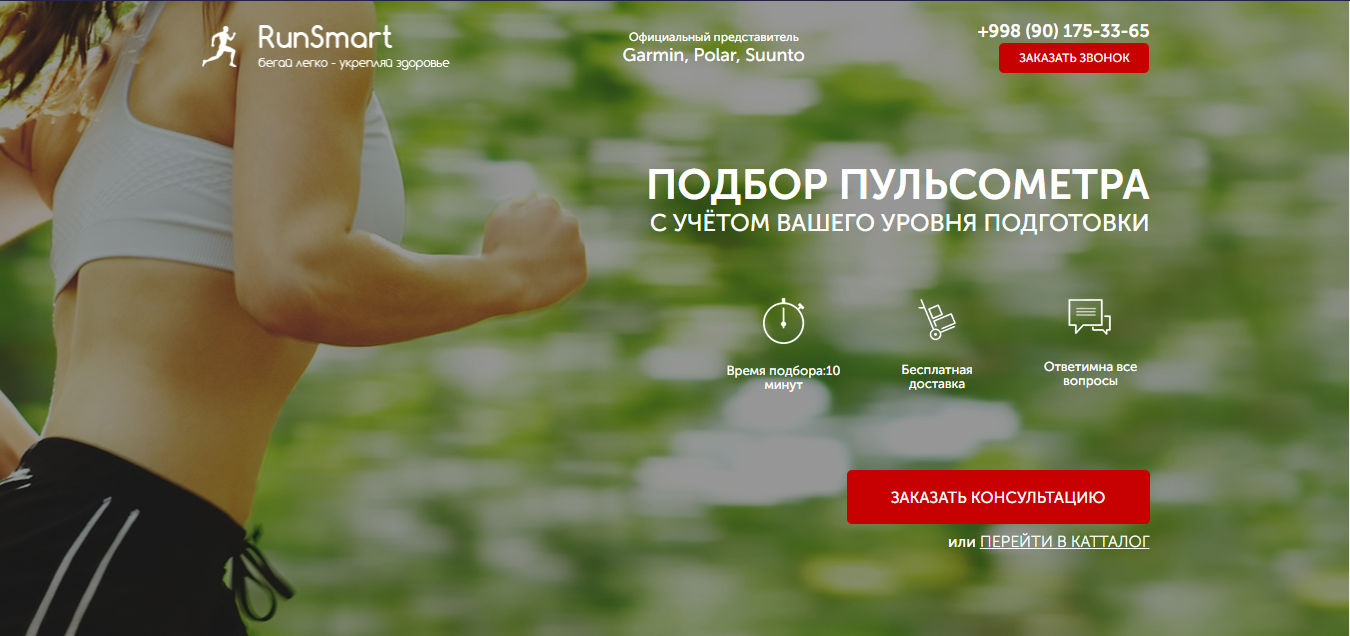 RunSmart
бегай легко - укрепляй здоровье
Официальный представитель
Garmin, Polar, Suunto
+998 (90) 175-33-65
ЗАКАЗАТЬ ЗВОНОК
ПОДБОР ПУЛЬСОМЕТРА
С УЧЁТОМ ВАШЕГО УРОВНЯ ПОДГОТОВКИ
Время подбора:10
минут
Бесплатная
доставка
Ответимна все
вопросы
ЗАКАЗАТЬ КОНСУЛЬТАЦИЮ
или ПЕРЕЙТИ В КАТТАЛОГ